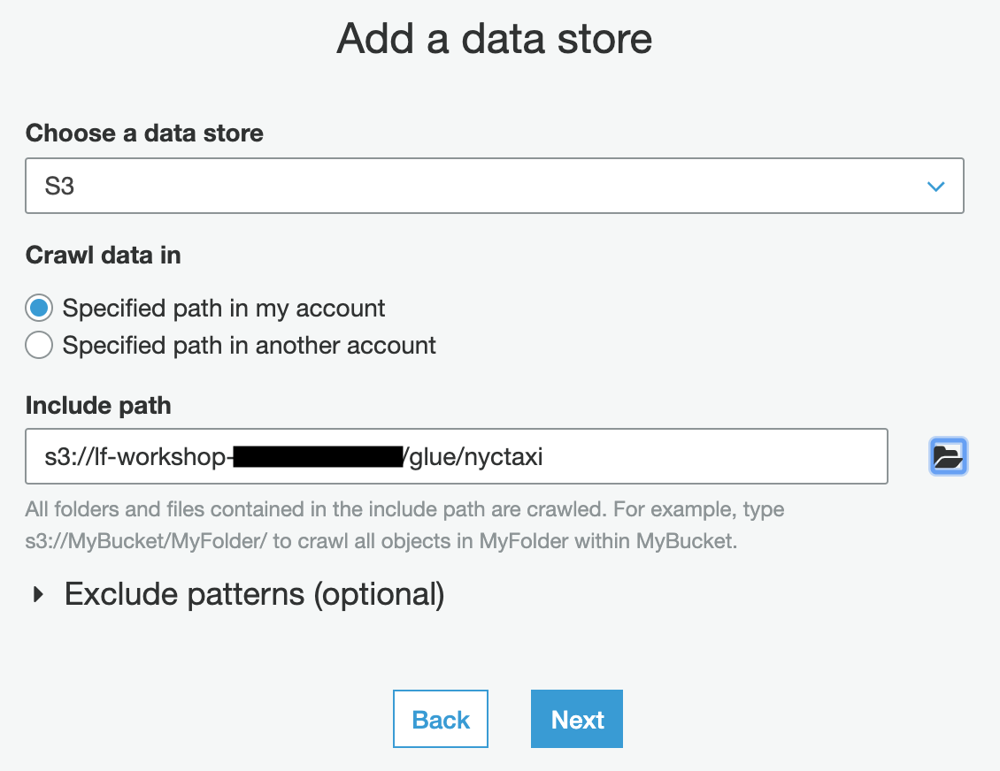 Add a data store
Choose a data store
S3
Crawl data in
Specified path in my account
Specified path in another account
Include path
s3://lf-workshop-/glue/nyctaxi
All folders and files contained in the include path are crawled. For example, type
s3://MyBucket/MyFolder/ to crawl all objects in MyFolder within MyBucket.
Exclude patterns (optional)
Back
Next